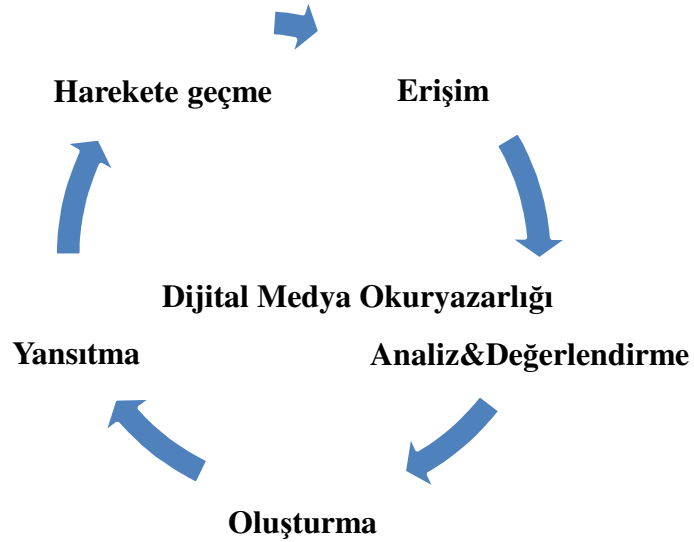 Harekete geçme
Erişim
Dijital Medya Okuryazarlığı
Yansıtma
Analiz&Değerlendirme
Oluşturma